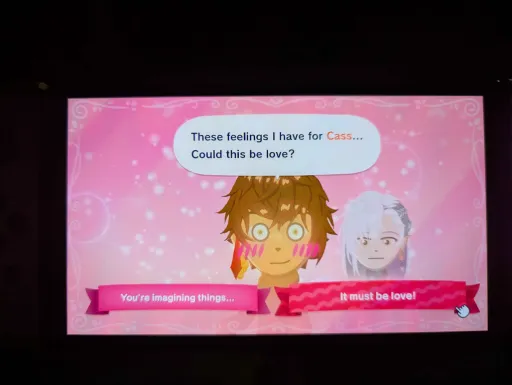 These feelings I have for Cass...
Could this be love?
You're imagining things...
It must be love!